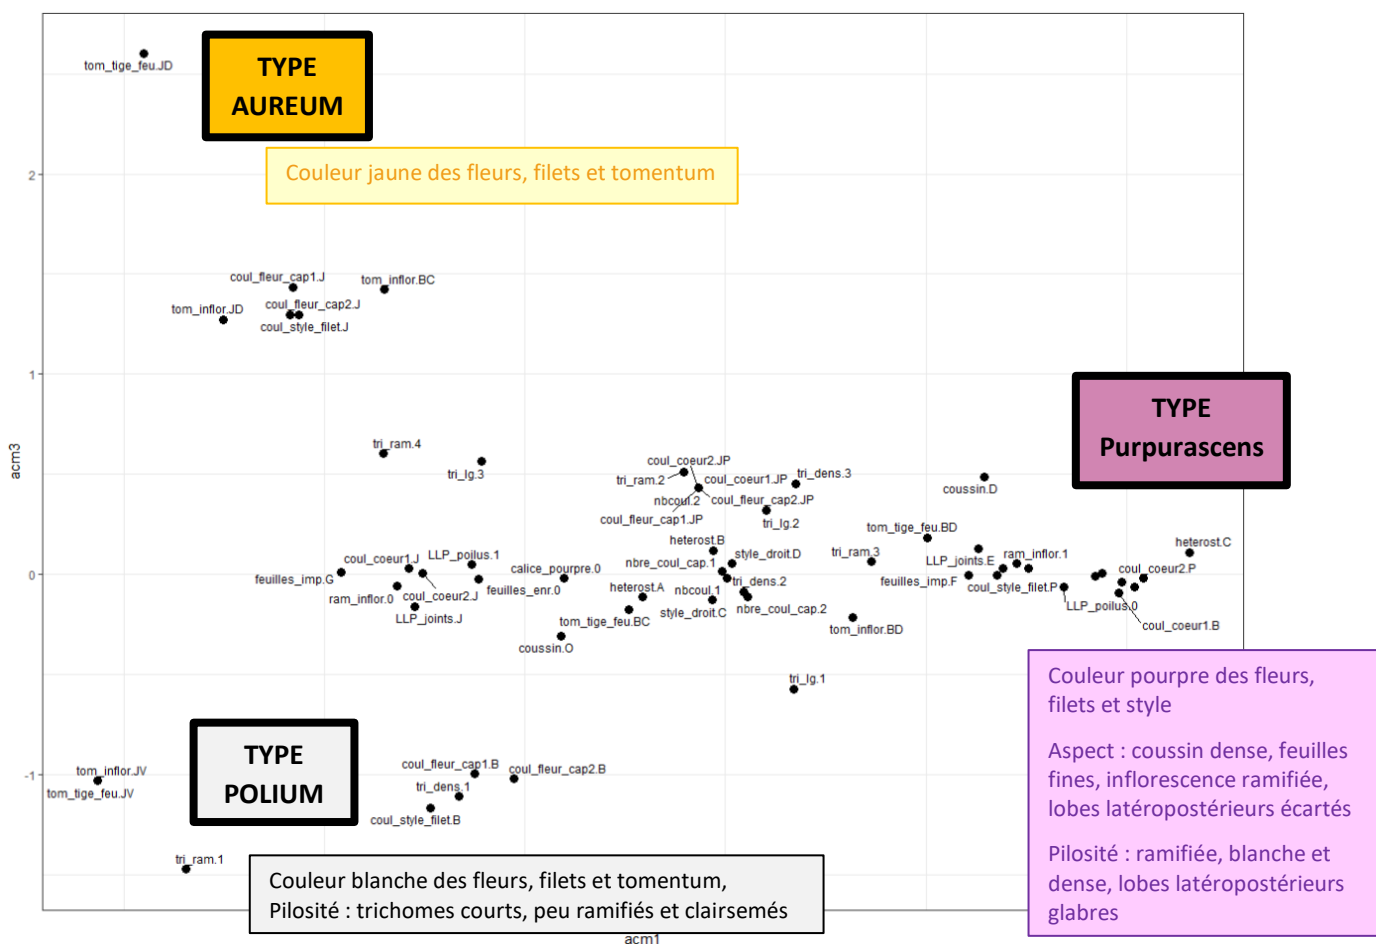 tom_tige_feu.JD
TYPE
AUREUM
Couleur jaune des fleurs, filets et tomentum
2
coul_fleur_cap1.J
tom_inflor.BC
tom_inflor.JD
coul_fleur_cap2.J
coul_style_filet.J
1
TYPE
Purpurascens
acm3
tri_ram.4
tri_lg.3
coul_coeur2.JP
tri_ram.2
coul_coeur1.JP
tri_dens.3
nbcoul.2
coul_fleur_cap2.JP
coul_fleur_cap1.JP
tri_lg.2
coussin.D
tom_tige_feu.BD
heterost.B
heterost.C
coul_coeur1.J
LLP_poilus.1
nbre_coul_cap.1
style_droit.D
tri_ram.3
LLP_joints.E
ram_inflor.1
coul_coeur2.P
0
feuilles_imp.G
calice_pourpre.0
feuilles_imp.F
ram_inflor.0
coul_coeur2.J
feuilles_enr.0
heterost.A
nbcoul.1
tri_dens.2
coul_style_filet.P
LLP_poilus.0
LLP_joints.J
tom_tige_feu.BC
style_droit.C
nbre_coul_cap.2
tom_inflor.BD
coul_coeur1.B
coussin.O
tri_lg.1
Couleur pourpre des fleurs,
filets et style
Aspect : coussin dense, feuilles
fines, inflorescence ramifiée,
lobes latéropostérieurs écartés
Pilosité : ramifiée, blanche et
dense, lobes latéropostérieurs
glabres
TYPE
POLIUM
-1
tom_inflor.JV
tom_tige_feu.JV
coul_fleur_cap1.B
coul_fleur_cap2.B
tri_dens.1
coul_style_filet.B
tri_ram.1
Couleur blanche des fleurs, filets et tomentum,
Pilosité : trichomes courts, peu ramifiés et clairsemés
acm1